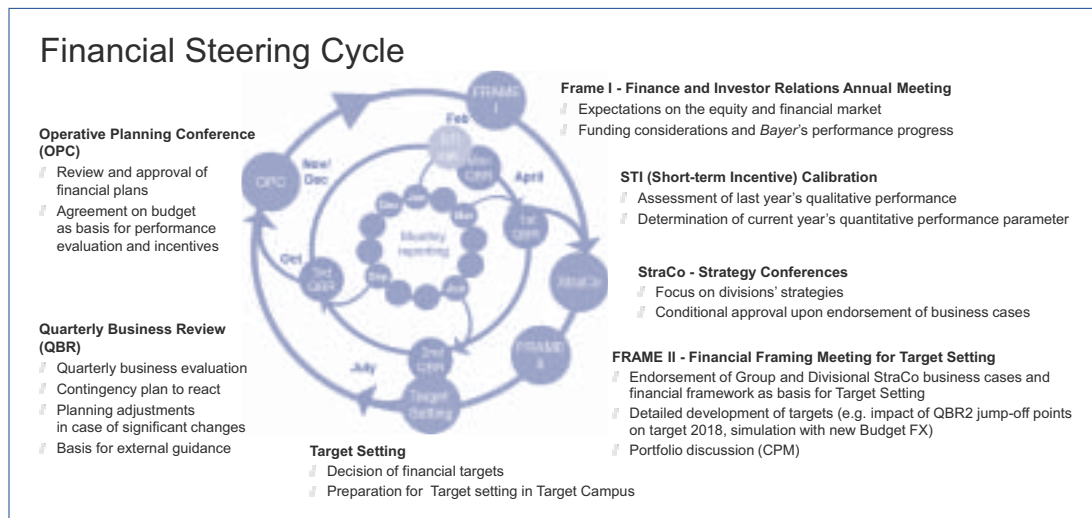 Financial Steering Cycle
Operative Planning Conference
(OPC)
Review and approval of
financial plans
Agreement on budget
as basis for performance
evaluation and incentives
Quarterly Business Review
(QBR)
Quarterly business evaluation
Contingency plan to react
Planning adjustments
in case of significant changes
Basis for external guidance
FRAME
I
Feb
April
Nov/
Dec
OPC
Oct
July
Monthly
reporting
Dec
Jan
Mar
Jun
Sep
1st
QBR
2nd
QBR
3rd
QBR
StraCo
FRAME
II
Target
Setting
Frame I - Finance and Investor Relations Annual Meeting
Expectations on the equity and financial market
Funding considerations and Bayer's performance progress
STI (Short-term Incentive) Calibration
Assessment of last year's qualitative performance
Determination of current year's quantitative performance parameter
StraCo - Strategy Conferences
Focus on divisions' strategies
Conditional approval upon endorsement of business cases
FRAME II - Financial Framing Meeting for Target Setting
Endorsement of Group and Divisional StraCo business cases and
financial framework as basis for Target Setting
Detailed development of targets (e.g. impact of QBR2 jump-off points
on target 2018, simulation with new Budget FX)
Portfolio discussion (CPM)
Target Setting
Decision of financial targets
Preparation for Target setting in Target Campus